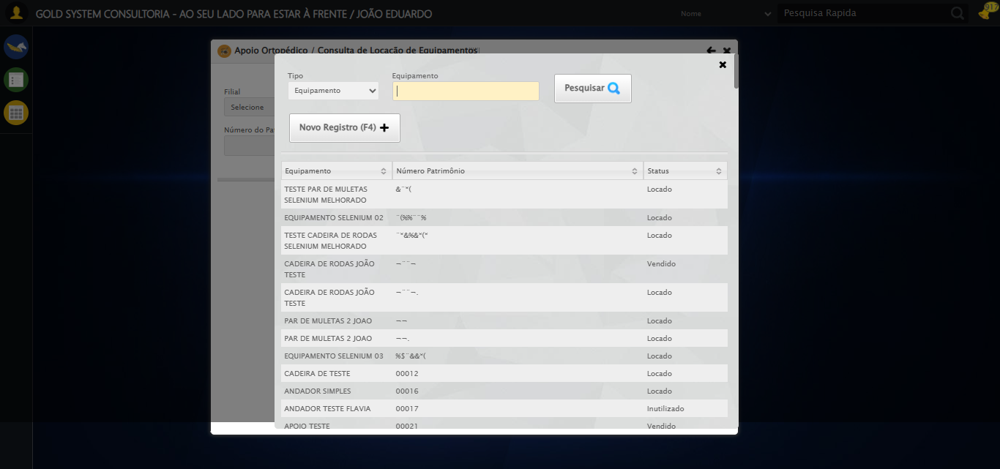 GOLD SYSTEM CONSULTORIA - AO SEU LADO PARA ESTAR À FRENTE / JOÃO EDUARDO
Nome
Pesquisa Rapida
917
Apoio Ortopédico / Consulta de Locação de Equipamentos
Tipo
Equipamento
Equipamento
Pesquisar
Filial
Selecione
Número do Pa
Novo Registro (F4)
Equipamento Número Patrimônio Status
TESTE PAR DE MULETAS &¨*( Locado
SELENIUM MELHORADO
EQUIPAMENTO SELENIUM 02 ¨(%%¨¨% Locado
TESTE CADEIRA DE RODAS ¨*&%&*(* Locado
SELENIUM MELHORADO
CADEIRA DE RODAS JOÃO ¬¨¨¬ Vendido
TESTE
CADEIRA DE RODAS JOÃO ¬¨¨¬. Locado
TESTE
PAR DE MULETAS 2 JOAO ¬¬ Locado
PAR DE MULETAS 2 JOAO ¬¬. Locado
EQUIPAMENTO SELENIUM 03 %$¨&&*( Locado
CADEIRA DE TESTE 00012 Locado
ANDADOR SIMPLES 00016 Locado
ANDADOR TESTE FLAVIA 00017 Inutilizado
APOIO TESTE 00021 Vendido